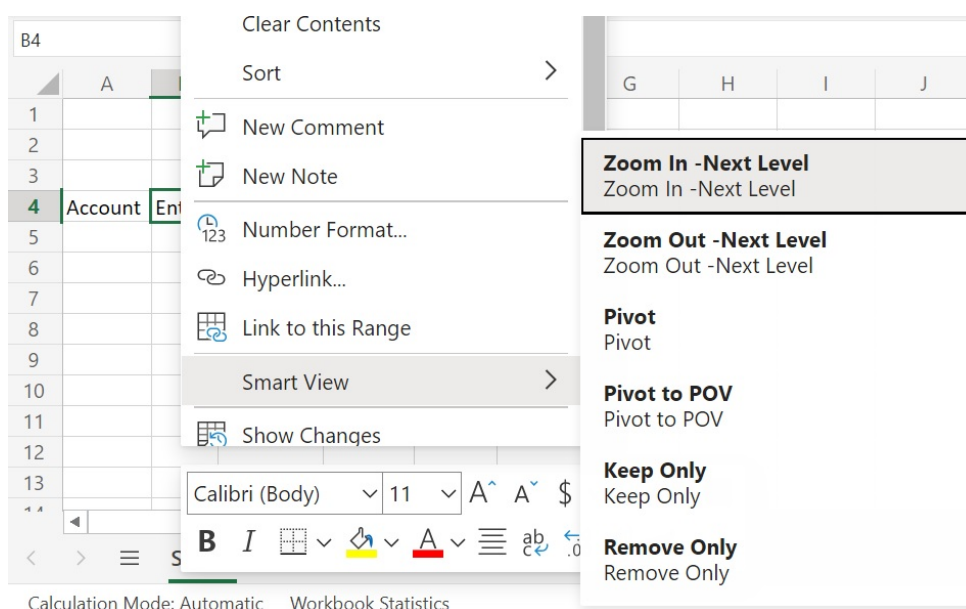 Clear Contents
B4
Sort
A G H I J
1
New Comment
2
Zoom In -Next Level
3
New Note
Zoom In -Next Level
4 Account
Number Format...
Zoom Out -Next Level
5
Zoom Out -Next Level
6
Hyperlink...
7
Pivot
8
Link to this Range
Pivot
9
10
Smart View
Pivot to POV
11
Pivot to POV
12
Show Changes
13
Keep Only
Calibri (Body) 11 A A $
Keep Only
B I A ab
Remove Only
Remove Only
Calculation Mode: Automatic Workbook Statistics